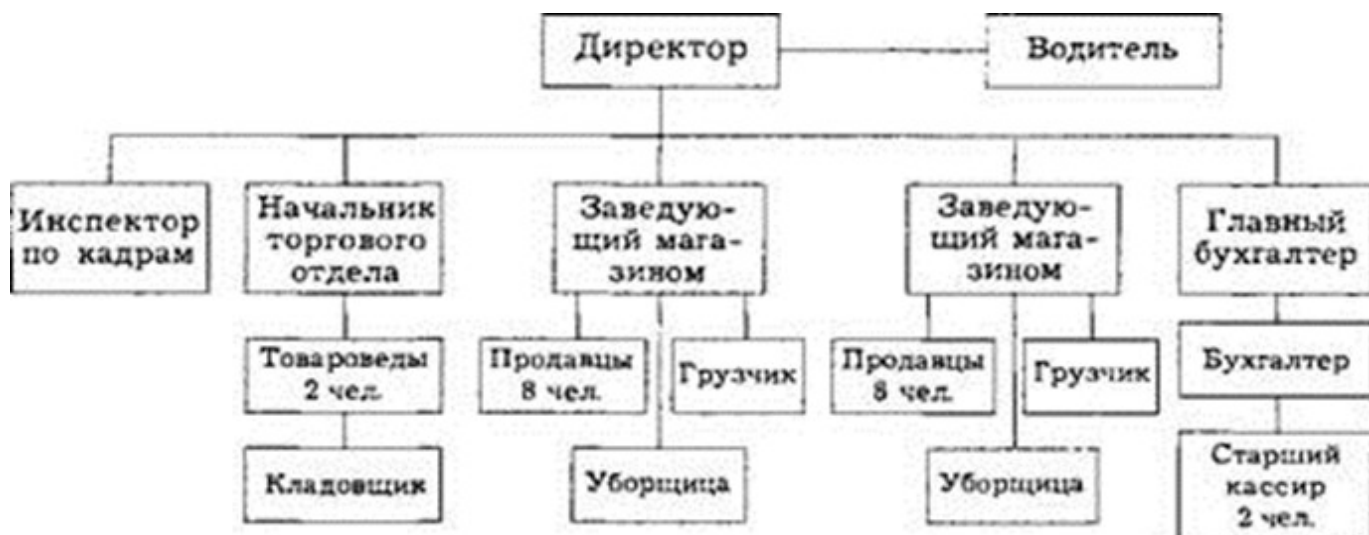 Директор
Водитель
Инспектор
по кадрам
Начальник
торгового
отдела
Заведую-
щий мага-
зином
Заведую-
щий мага-
зином
Главный
бухгалтер
Товароведы
2 чел.
Продавцы
8 чел.
Грузчик
Продавцы
8 чел.
Грузчик
Бухгалтер
Кладовщик
Уборщица
Уборщица
Старший
кассир
2 чел.